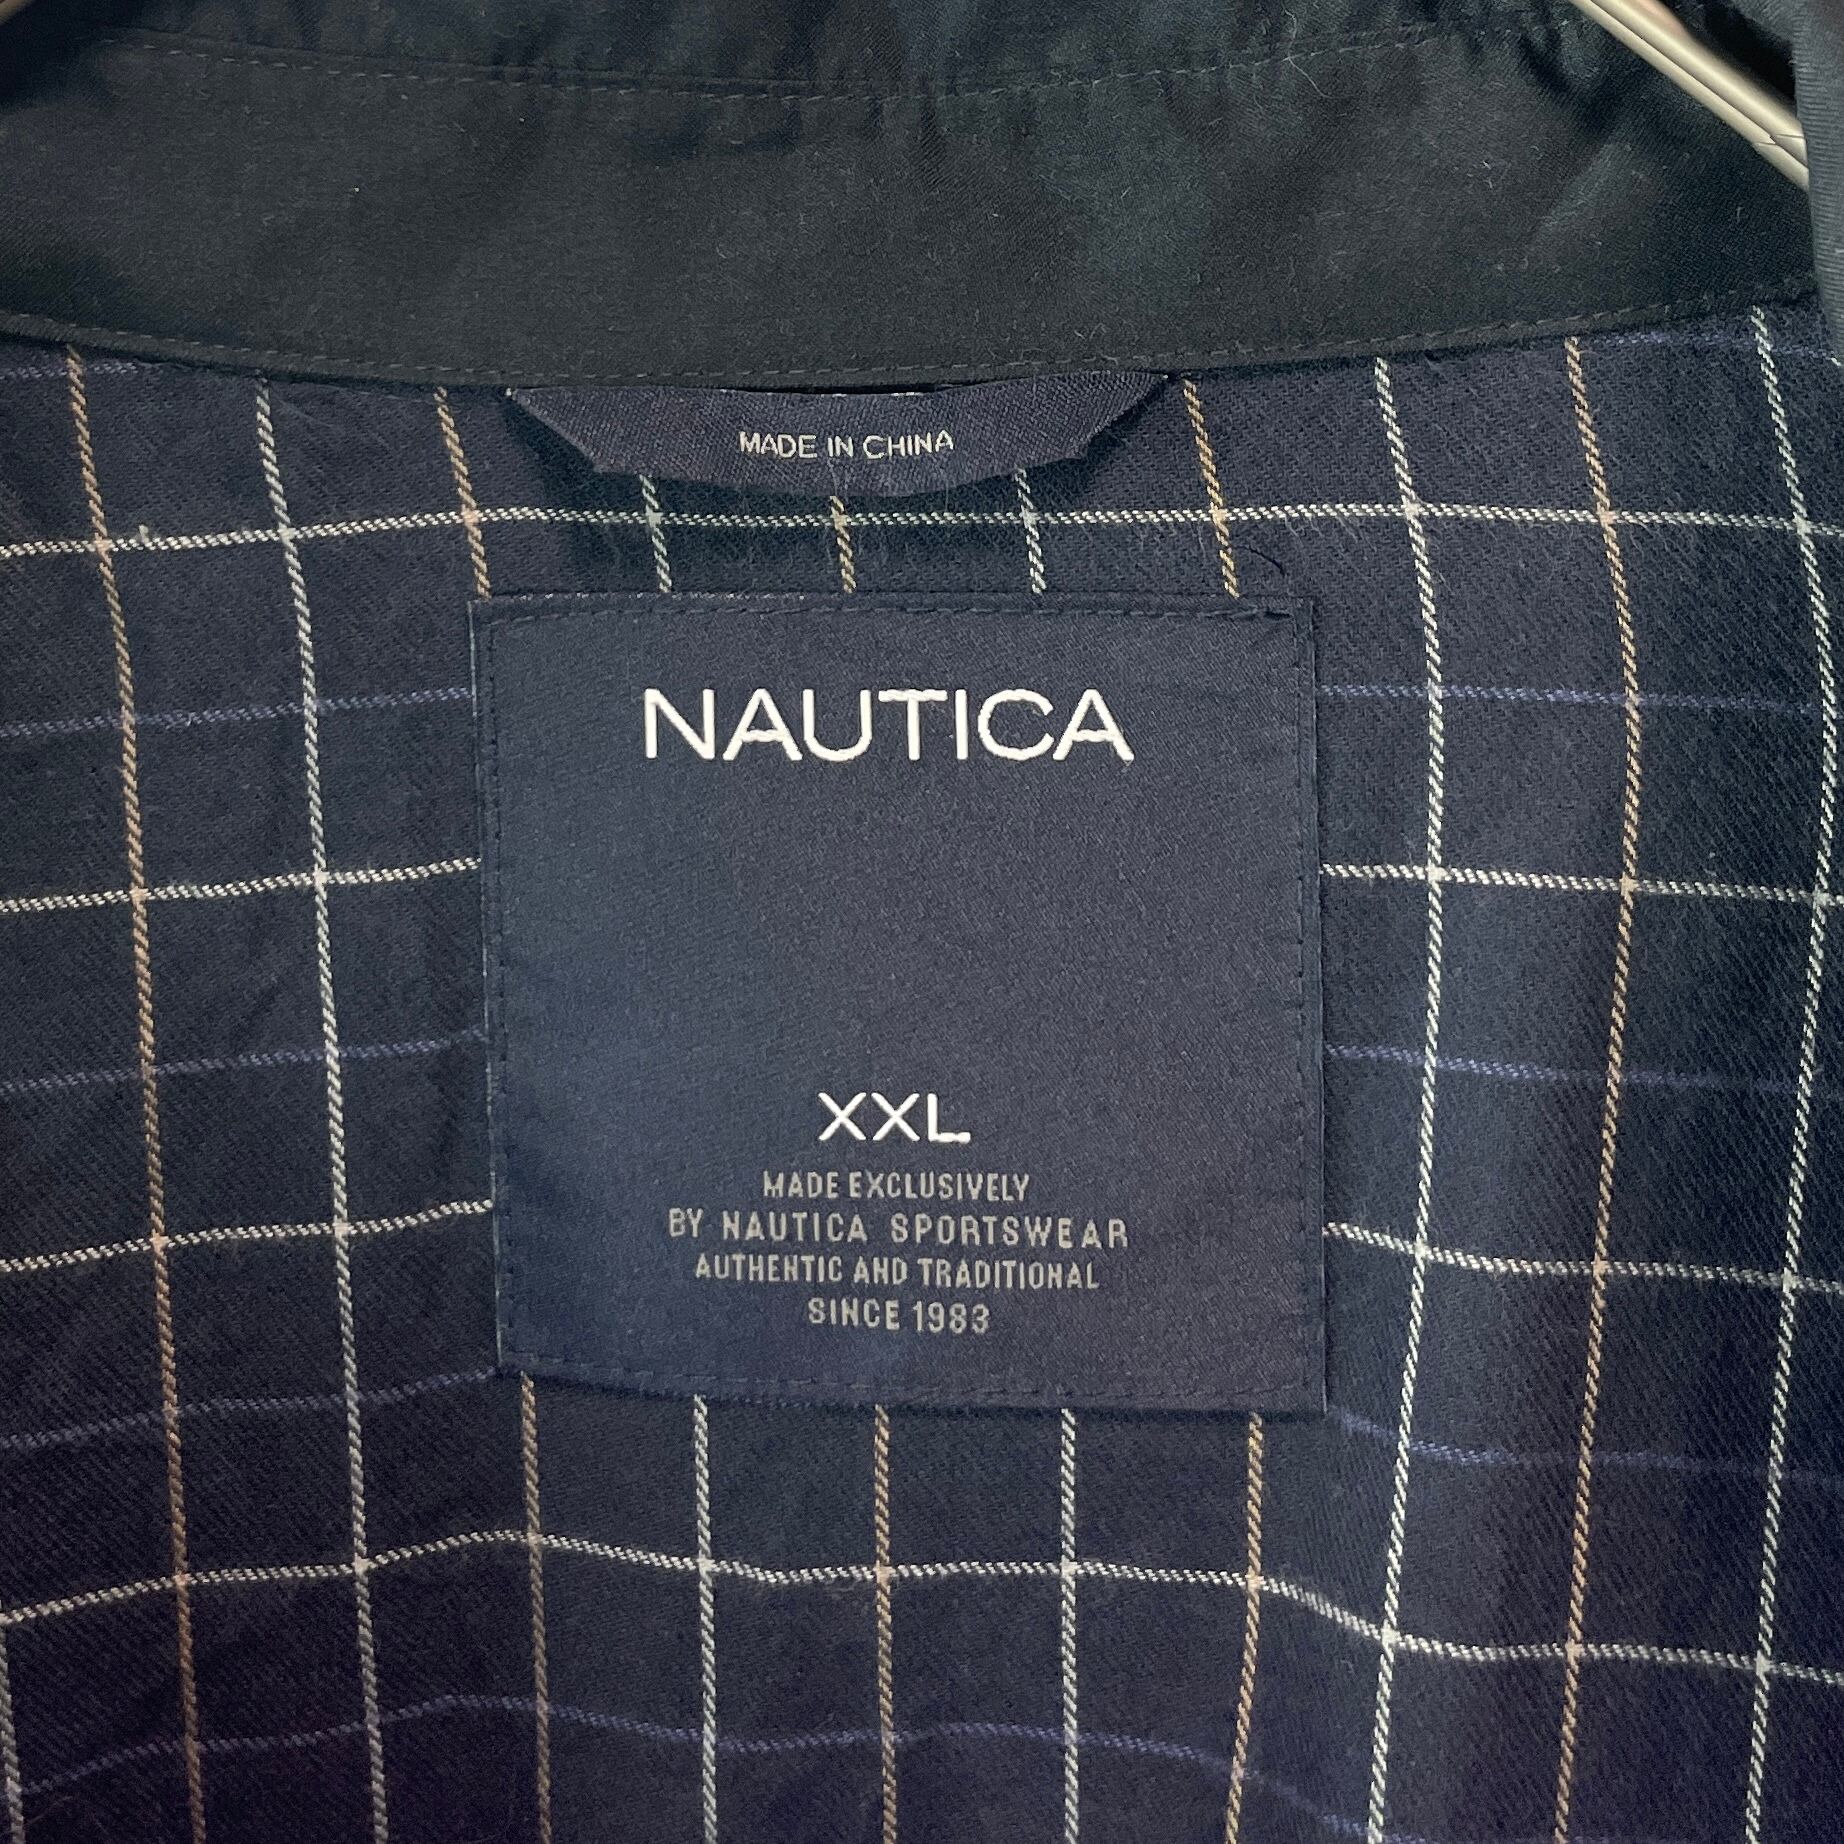 MADE IN CHINA
NAUTICA
XXL
MADE EXCLUSIVELY
BY NAUTICA SPORTSWEAR
AUTHENTIC AND TRADITIONAL
SINCE 1983